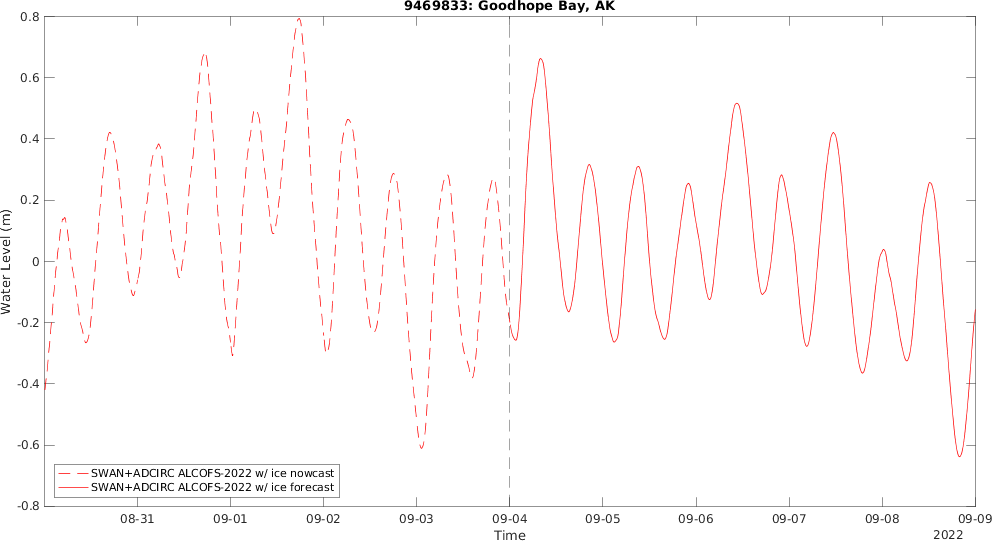 9469833: Goodhope Bay, AK
0.8
0.6
0.4
0.2
0
-0.2
-0.4
-0.6
-0.8
Water Level (m)
SWAN+ADCIRC ALCOFS-2022 w/ ice nowcast
SWAN+ADCIRC ALCOFS-2022 w/ ice forecast
08-31 09-01 09-02 09-03 09-04 09-05 09-06 09-07 09-08 09-09
Time
2022